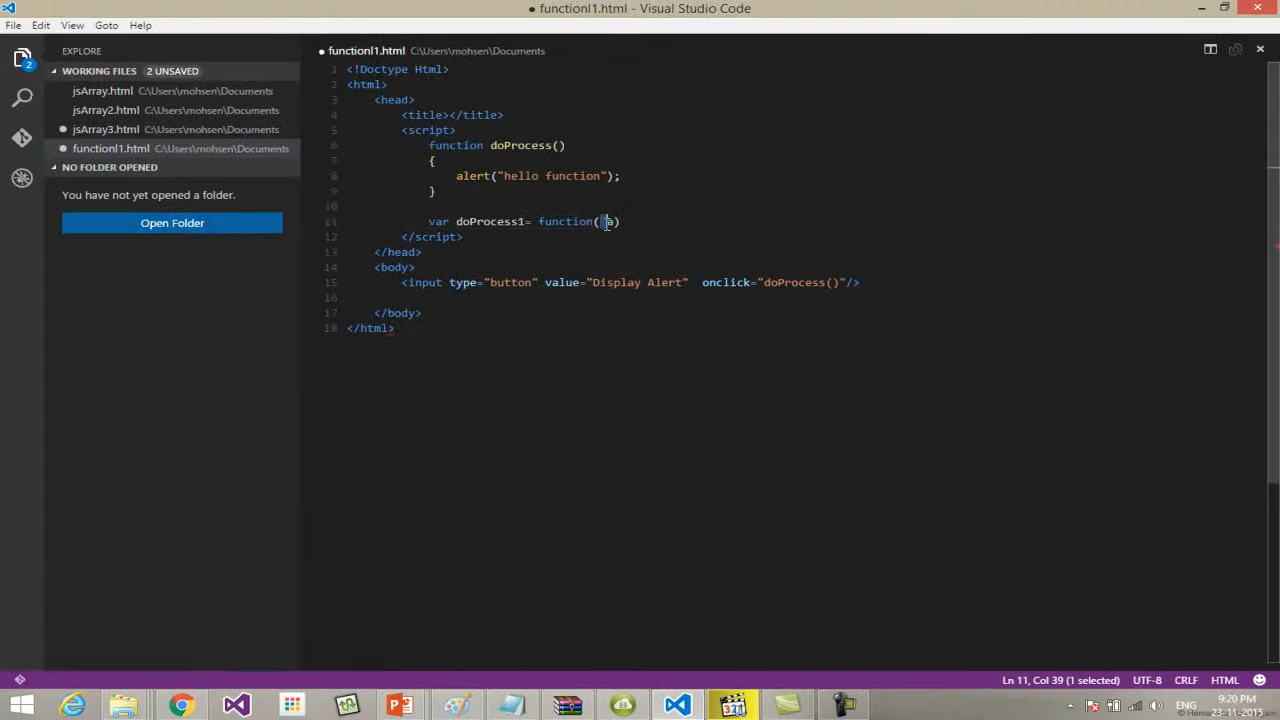 ● functionl1.html - Visual Studio Code
File Edit View Goto Help
EXPLORE
WORKING FILES 2 UNSAVED
jsArray.html C:\Users\mohsen\Documents
jsArray2.html C:\Users\mohsen\Documents
jsArray3.html C:\Users\mohsen\Documents
functionl1.html C:\Users\mohsen\Documents
NO FOLDER OPENED
You have not yet opened a folder.
Open Folder
2
● functionl1.html C:\Users\mohsen\Documents
1 <!Doctype Html>
2 <html>
3 <head>
4 <title></title>
5 <script>
6 function doProcess()
7 {
8 alert("hello function");
9 }
10
11 var doProcess1= function( a)
12 </script>
13 </head>
14 <body>
15 <input type="button" value="Display Alert" onclick="doProcess()"/>
16
17 </body>
18 </html>
Ln 11, Col 39 (1 selected) UTF-8 CRLF HTML
ENG
9:20 PM
23-11-2015